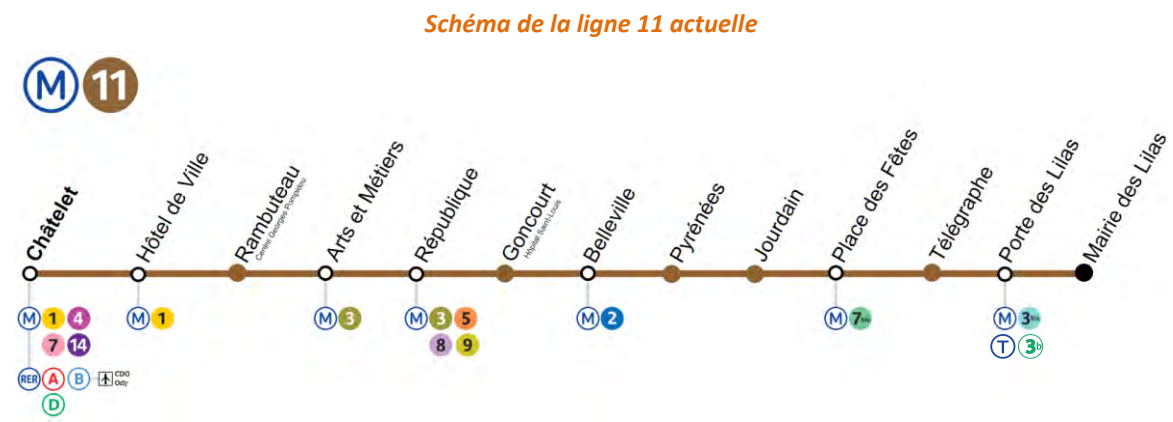 Schéma de la ligne 11 actuelle
M 11
Châtelet
Hôtel de Ville
Rambuteau
Centre Georges Pompidou
Arts et Métiers
République
Goncourt
Hôpital Saint-Louis
Belleville
Pyrénées
Jourdain
Place des Fêtes
Télégraphe
Porte des Lilas
Mairie des Lilas
M 1 4
7 14
RER A B CDG
Orly
D
M 1
M 3
M 3 5
8 9
M 2
M 7bis
M 3bis
T 3b